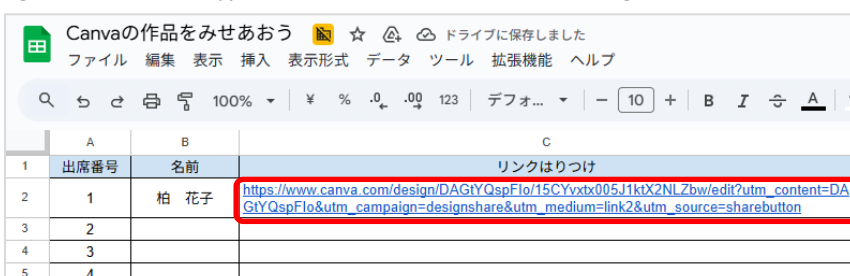 Canvaの作品をみせあおう ドライブに保存しました
ファイル 編集 表示 挿入 表示形式 データ ツール 拡張機能 ヘルプ
100% ¥ % .0 .00 123 デフォ... − 10 + B I A
A B C
1 出席番号 名前 リンクはりつけ
2 1 柏 花子 https://www.canva.com/design/DAGtYQspFlo/15CYvxtx005J1ktX2NLZbw/edit?utm_content=DA
GtYQspFlo&utm_campaign=designshare&utm_medium=link2&utm_source=sharebutton
3 2
4 3
5 4